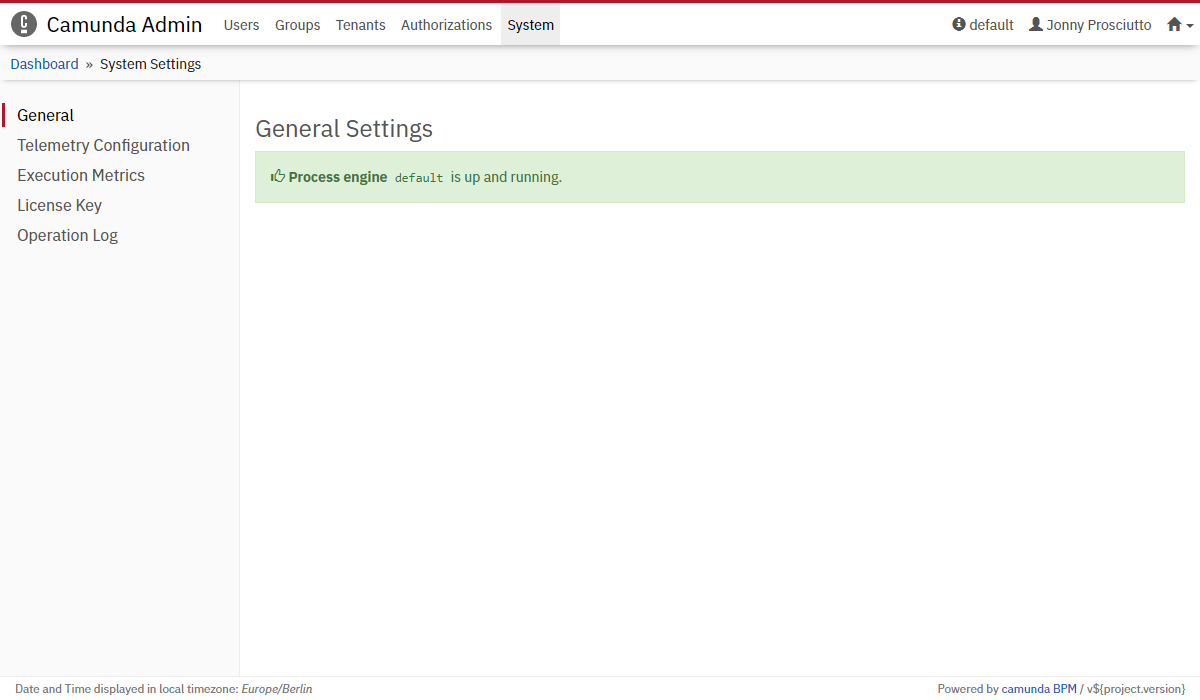 Camunda Admin Users Groups Tenants Authorizations System default Jonny Prosciutto
Dashboard » System Settings
General
Telemetry Configuration
Execution Metrics
License Key
Operation Log
General Settings
Process engine default is up and running.
Date and Time displayed in local timezone: Europe/Berlin
Powered by camunda BPM / v${project.version}